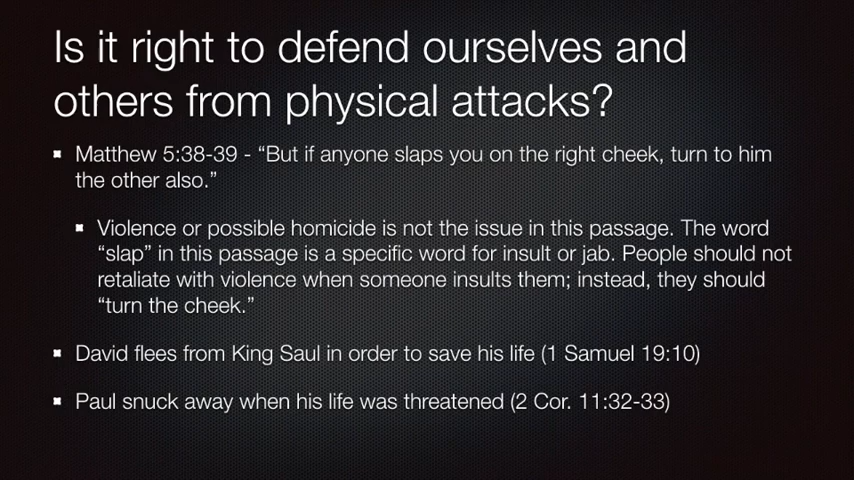 Is it right to defend ourselves and
others from physical attacks?
Matthew 5:38-39 - “But if anyone slaps you on the right cheek, turn to him
the other also.”
Violence or possible homicide is not the issue in this passage. The word
“slap” in this passage is a specific word for insult or jab. People should not
retaliate with violence when someone insults them; instead, they should
“turn the cheek.”
David flees from King Saul in order to save his life (1 Samuel 19:10)
Paul snuck away when his life was threatened (2 Cor. 11:32-33)